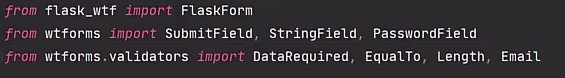 from flask_wtf import FlaskForm
from wtforms import SubmitField, StringField, PasswordField
from wtforms.validators import DataRequired, EqualTo, Length, Email